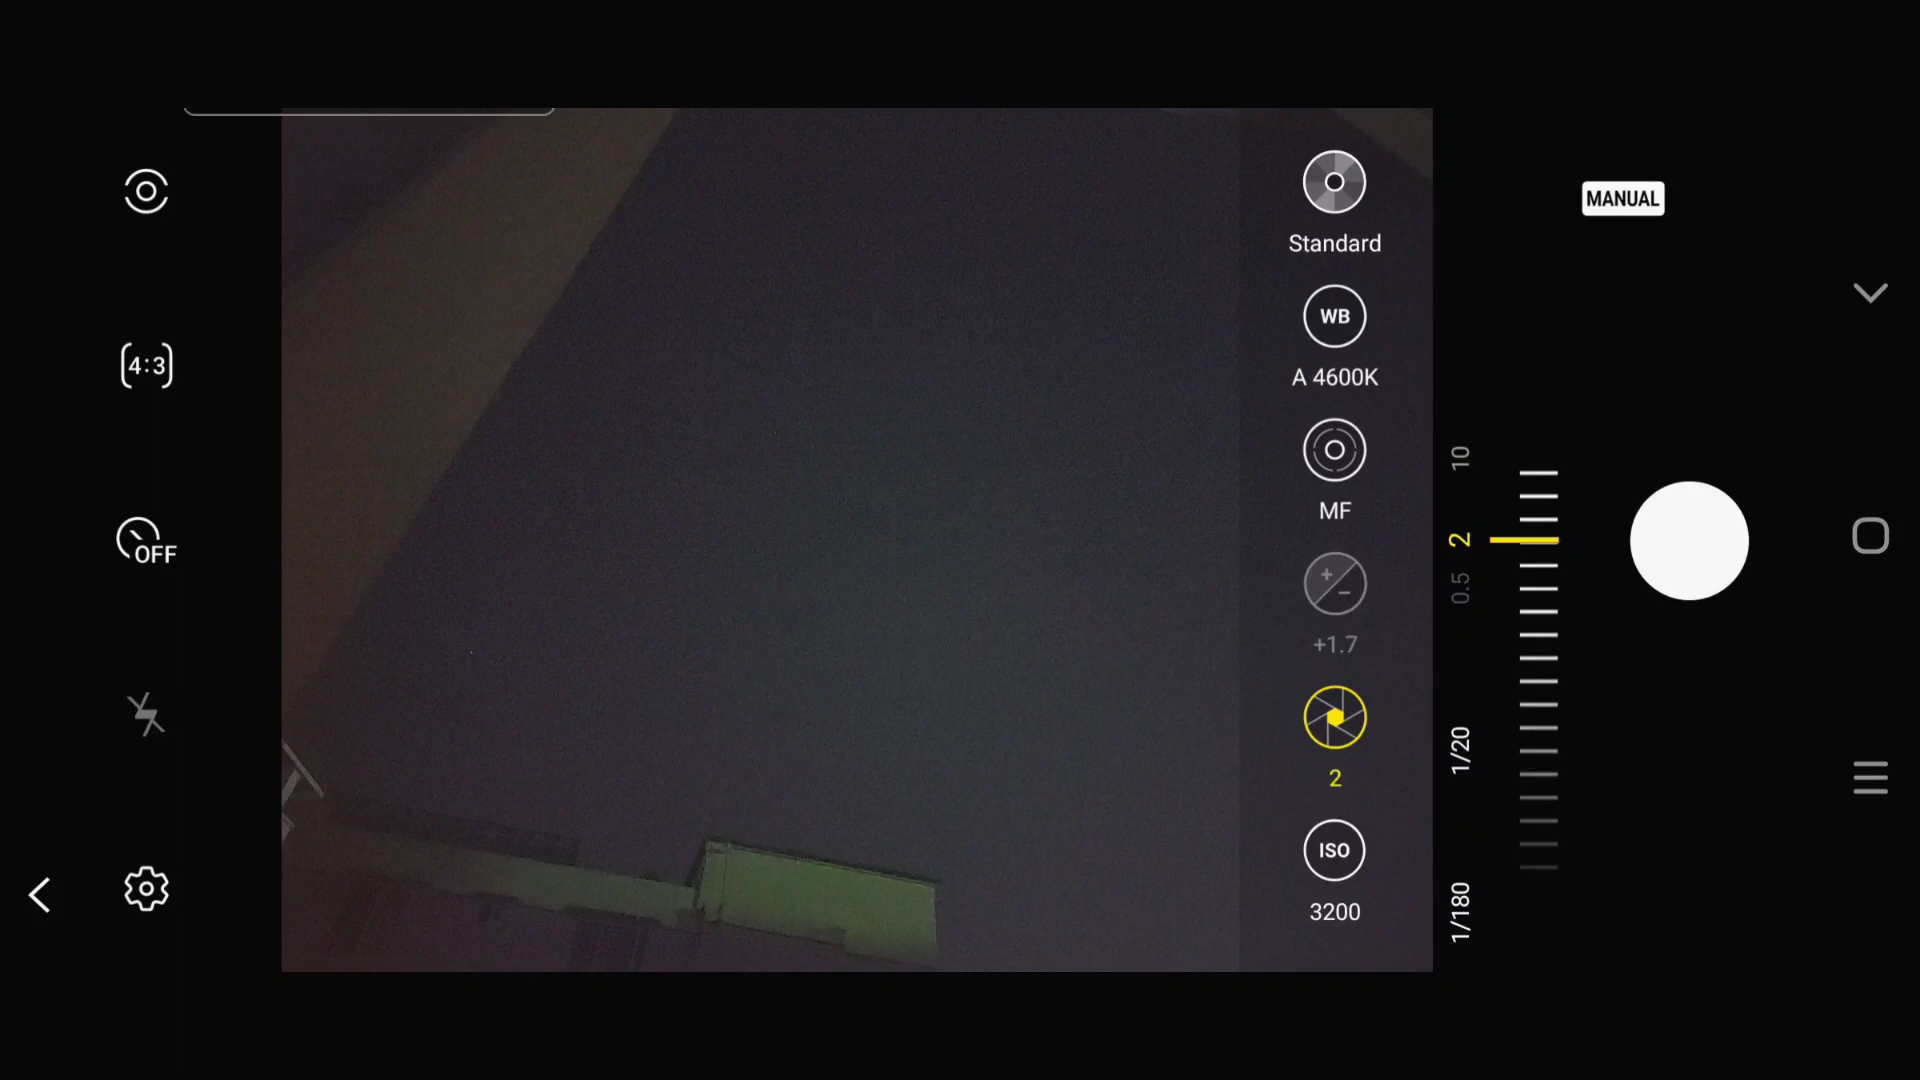 4:3
OFF
Standard
WB
A 4600K
MF
+1.7
2
ISO
3200
10
2
0.5
1/20
1/180
MANUAL